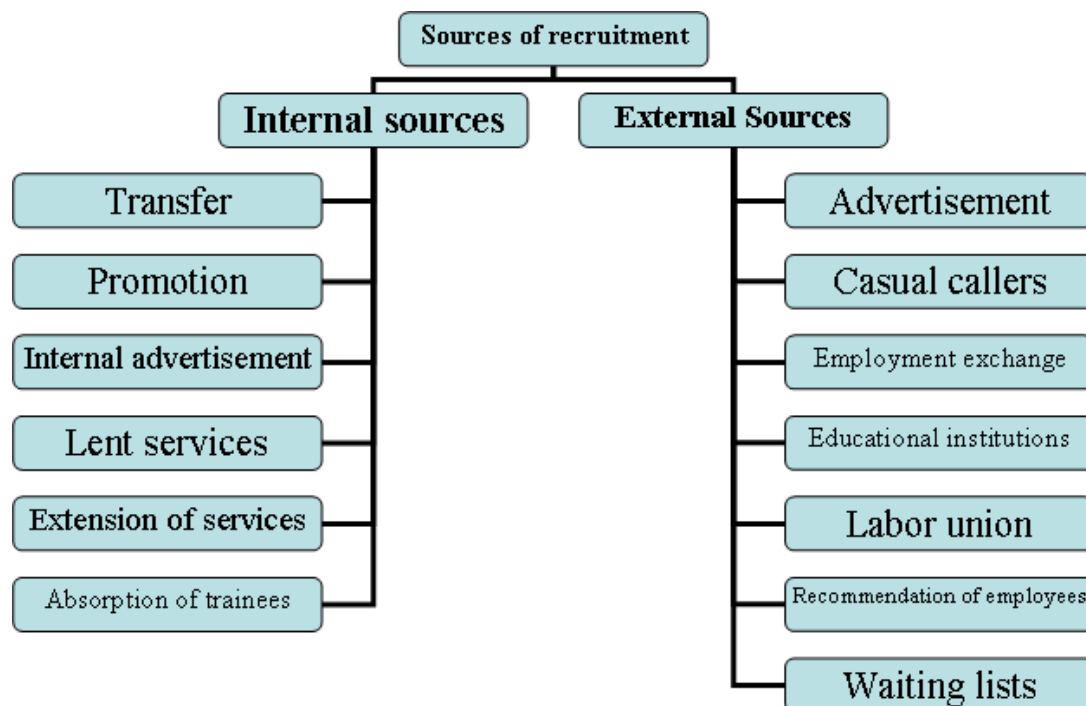 Sources of recruitment
Internal sources
External Sources
Transfer
Promotion
Internal advertisement
Lent services
Extension of services
Absorption of trainees
Advertisement
Casual callers
Employment exchange
Educational institutions
Labor union
Recommendation of employees
Waiting lists